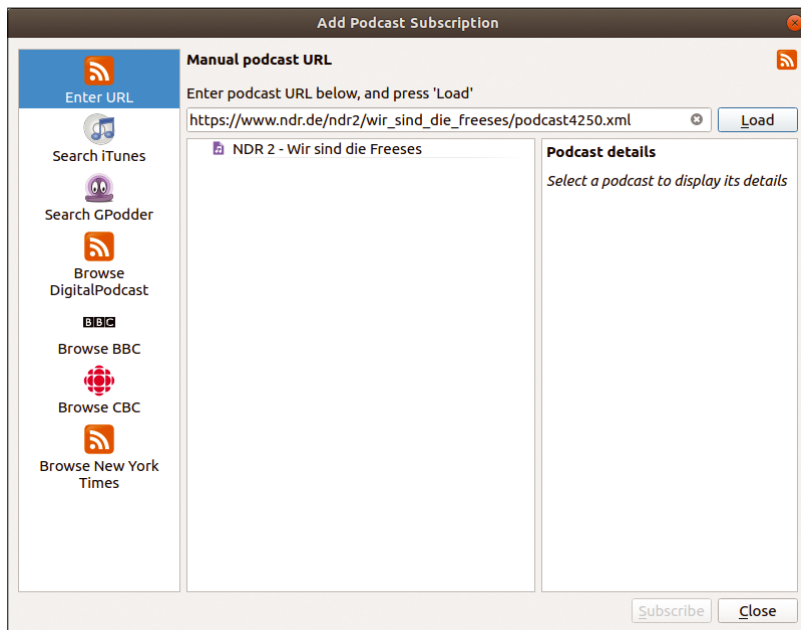 Add Podcast Subscription
Enter URL
Search iTunes
Search GPodder
Browse
DigitalPodcast
BBC
Browse BBC
Browse CBC
Browse New York
Times
Manual podcast URL
Enter podcast URL below, and press 'Load'
https://www.ndr.de/ndr2/wir_sind_die_freeses/podcast4250.xml
Load
NDR 2 - Wir sind die Freeses
Podcast details
Select a podcast to display its details
Subscribe
Close